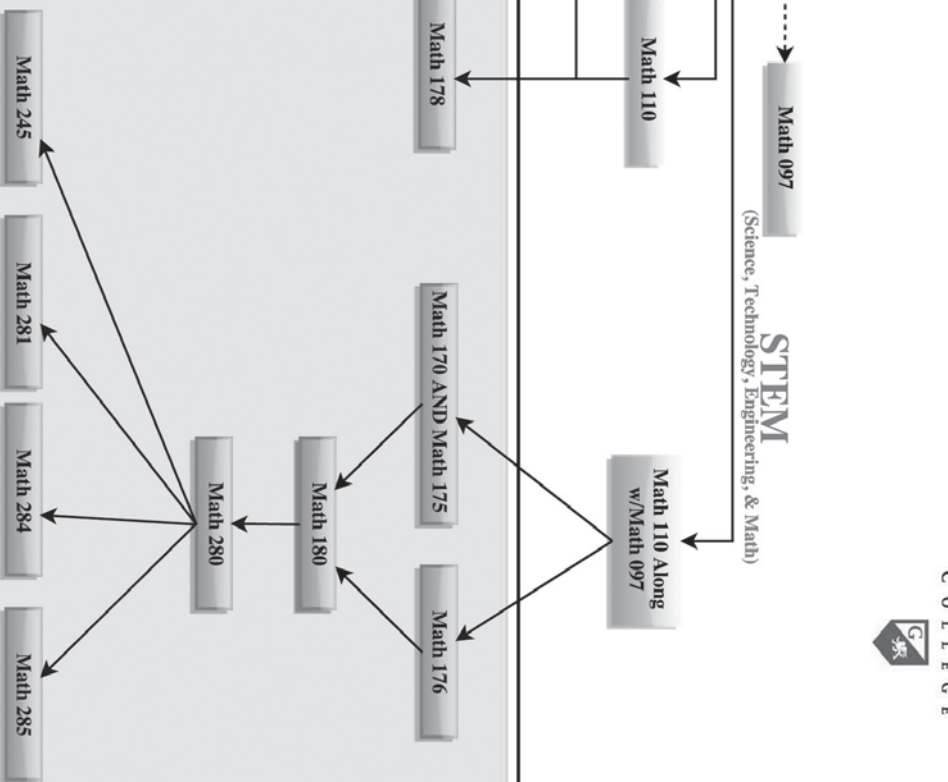 COLLEGE
G
Math 097
STEM
(Science, Technology, Engineering, & Math)
Math 110
Math 110 Along
w/Math 097
Math 178
Math 170 AND Math 175
Math 176
Math 180
Math 280
Math 245
Math 281
Math 284
Math 285